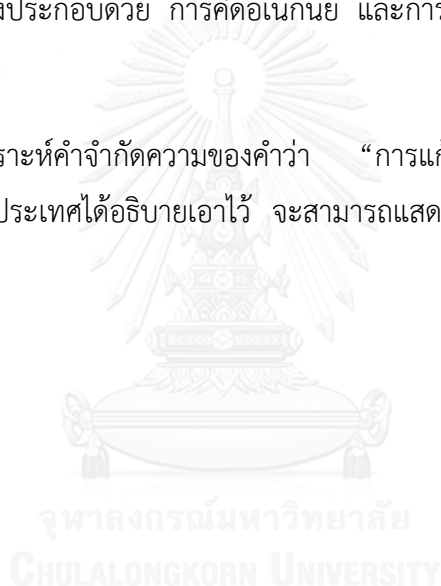 งประกอบด้วย การคิดอเนกนัย และการ
ราะห์คำจำกัดความของคำว่า “การแก้
ประเทศได้อธิบายเอาไว้ จะสามารถแสด
จุฬาลงกรณ์มหาวิทยาลัย
CHULALONGKORN UNIVERSITY